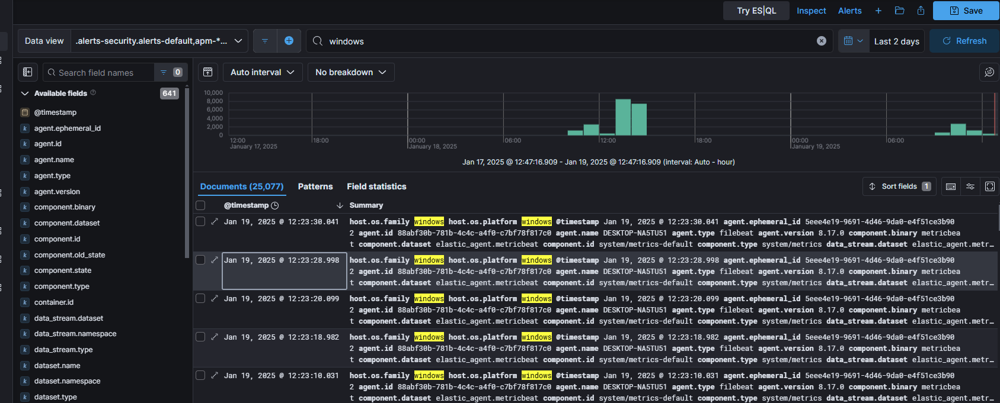 Try ES|QL Inspect Alerts Save
Data view .alerts-security.alerts-default,apm-*... windows Last 2 days Refresh
Search field names 0 Auto interval No breakdown
Available fields 641
@timestamp
agent.ephemeral_id
agent.id
agent.name
agent.type
agent.version
component.binary
component.dataset
component.id
component.old_state
component.state
component.type
container.id
data_stream.dataset
data_stream.namespace
data_stream.type
dataset.name
dataset.namespace
dataset.type
10,000
8,000
6,000
4,000
2,000
0
12:00 18:00 00:00 06:00 12:00 18:00 00:00 06:00
January 17, 2025 January 18, 2025 January 19, 2025
Jan 17, 2025 @ 12:47:16.909 - Jan 19, 2025 @ 12:47:16.909 (interval: Auto - hour)
Documents (25,077) Patterns Field statistics Sort fields 1
@timestamp Summary
Jan 19, 2025 @ 12:23:30.041 host.os.family windows host.os.platform windows @timestamp Jan 19, 2025 @ 12:23:30.041 agent.ephemeral_id 5eee4e19-9691-4d46-9da0-e4f51ce3b90
2 agent.id 88abf30b-781b-4c4c-a4f0-c7bf78f817c0 agent.name DESKTOP-NA5TU51 agent.type filebeat agent.version 8.17.0 component.binary metricbea
t component.dataset elastic_agent.metricbeat component.id system/metrics-default component.type system/metrics data_stream.dataset elastic_agent.metr...
Jan 19, 2025 @ 12:23:28.998 host.os.family windows host.os.platform windows @timestamp Jan 19, 2025 @ 12:23:28.998 agent.ephemeral_id 5eee4e19-9691-4d46-9da0-e4f51ce3b90
2 agent.id 88abf30b-781b-4c4c-a4f0-c7bf78f817c0 agent.name DESKTOP-NA5TU51 agent.type filebeat agent.version 8.17.0 component.binary metricbea
t component.dataset elastic_agent.metricbeat component.id system/metrics-default component.type system/metrics data_stream.dataset elastic_agent.metr...
Jan 19, 2025 @ 12:23:20.099 host.os.family windows host.os.platform windows @timestamp Jan 19, 2025 @ 12:23:20.099 agent.ephemeral_id 5eee4e19-9691-4d46-9da0-e4f51ce3b90
2 agent.id 88abf30b-781b-4c4c-a4f0-c7bf78f817c0 agent.name DESKTOP-NA5TU51 agent.type filebeat agent.version 8.17.0 component.binary metricbea
t component.dataset elastic_agent.metricbeat component.id system/metrics-default component.type system/metrics data_stream.dataset elastic_agent.metr...
Jan 19, 2025 @ 12:23:18.982 host.os.family windows host.os.platform windows @timestamp Jan 19, 2025 @ 12:23:18.982 agent.ephemeral_id 5eee4e19-9691-4d46-9da0-e4f51ce3b90
2 agent.id 88abf30b-781b-4c4c-a4f0-c7bf78f817c0 agent.name DESKTOP-NA5TU51 agent.type filebeat agent.version 8.17.0 component.binary metricbea
t component.dataset elastic_agent.metricbeat component.id system/metrics-default component.type system/metrics data_stream.dataset elastic_agent.metr...
Jan 19, 2025 @ 12:23:10.031 host.os.family windows host.os.platform windows @timestamp Jan 19, 2025 @ 12:23:10.031 agent.ephemeral_id 5eee4e19-9691-4d46-9da0-e4f51ce3b90
2 agent.id 88abf30b-781b-4c4c-a4f0-c7bf78f817c0 agent.name DESKTOP-NA5TU51 agent.type filebeat agent.version 8.17.0 component.binary metricbea
t component.dataset elastic_agent.metricbeat component.id system/metrics-default component.type system/metrics data_stream.dataset elastic_agent.metr...